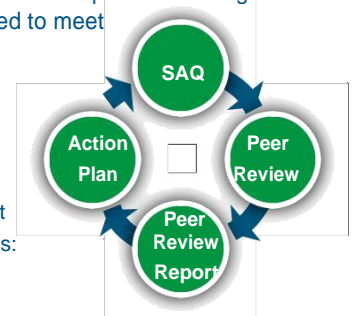 ed to meet
SAQ
Action
Plan
Peer
Review
t
s:
Peer
Review
Report